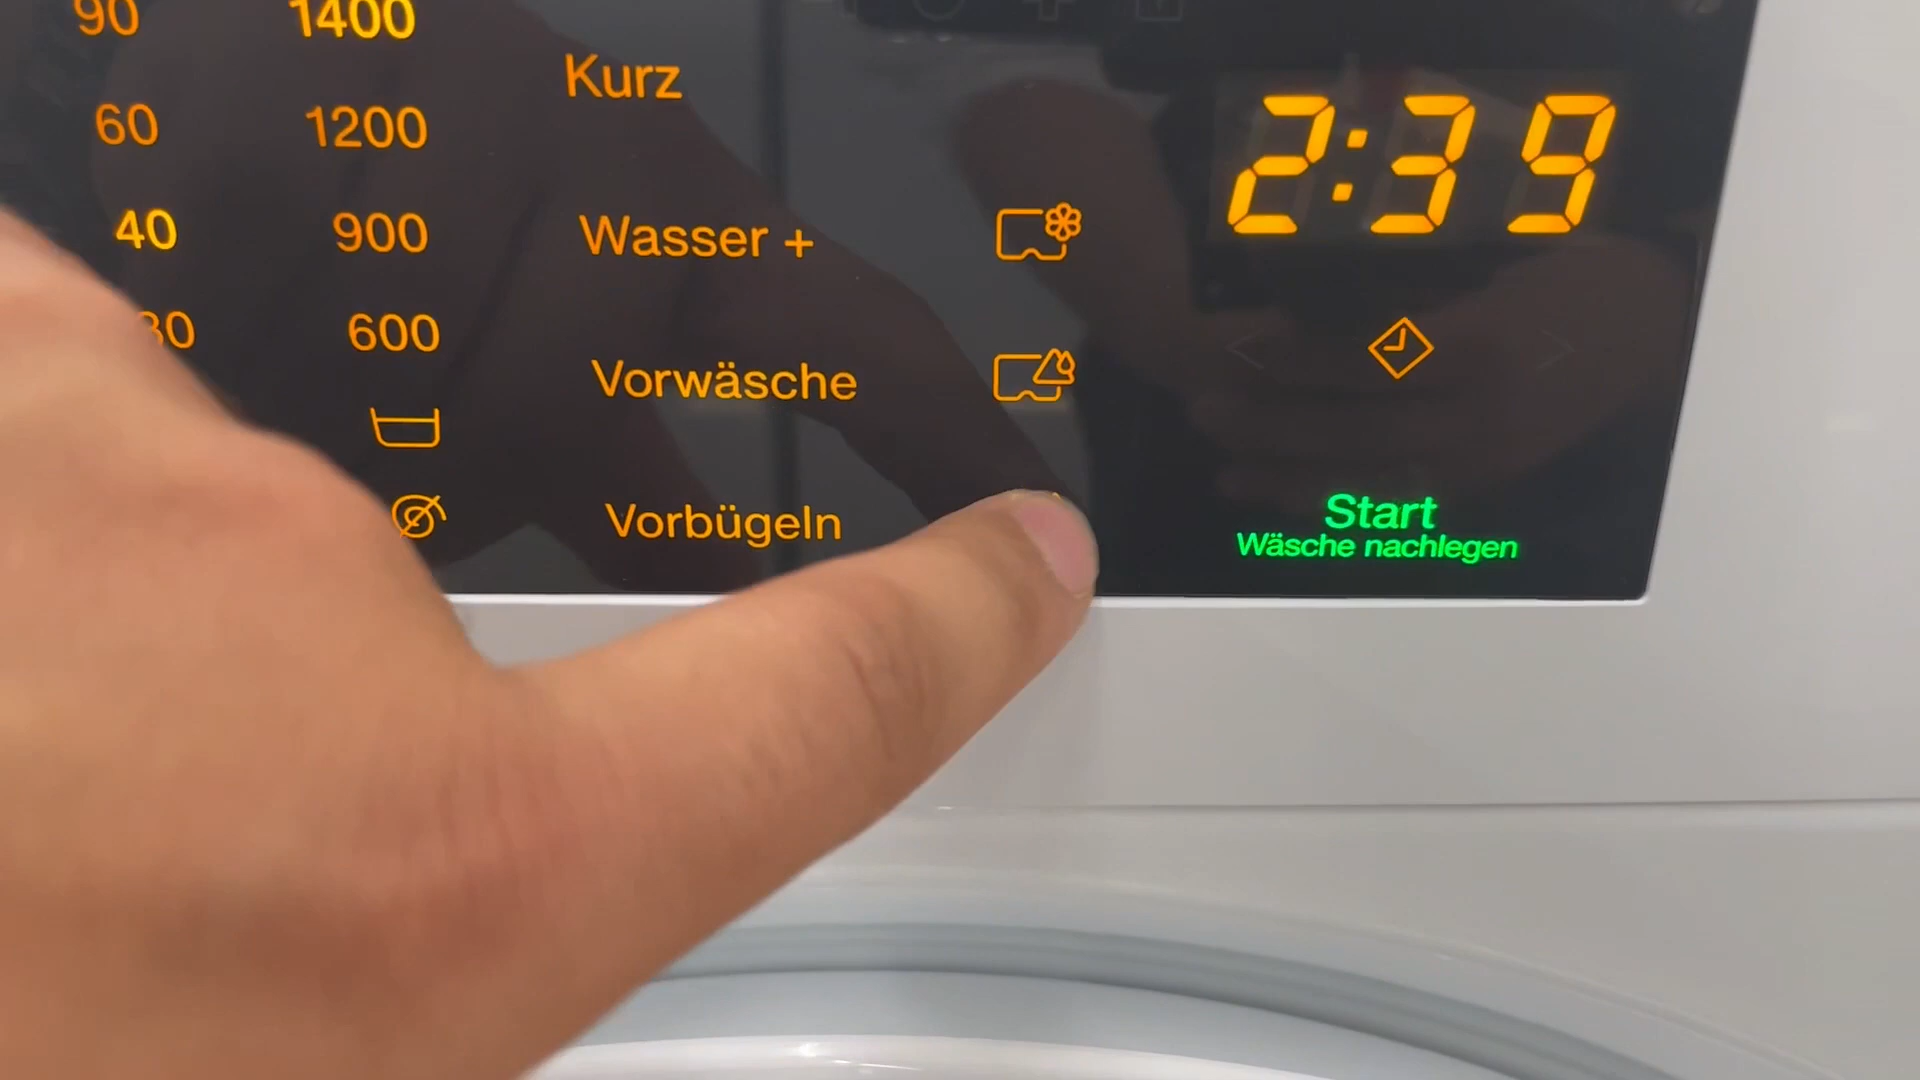 90 1400
Kurz
2:39
60 1200
40 900
Wasser +
30 600
Vorwäsche
Vorbügeln
Start
Wäsche nachlegen